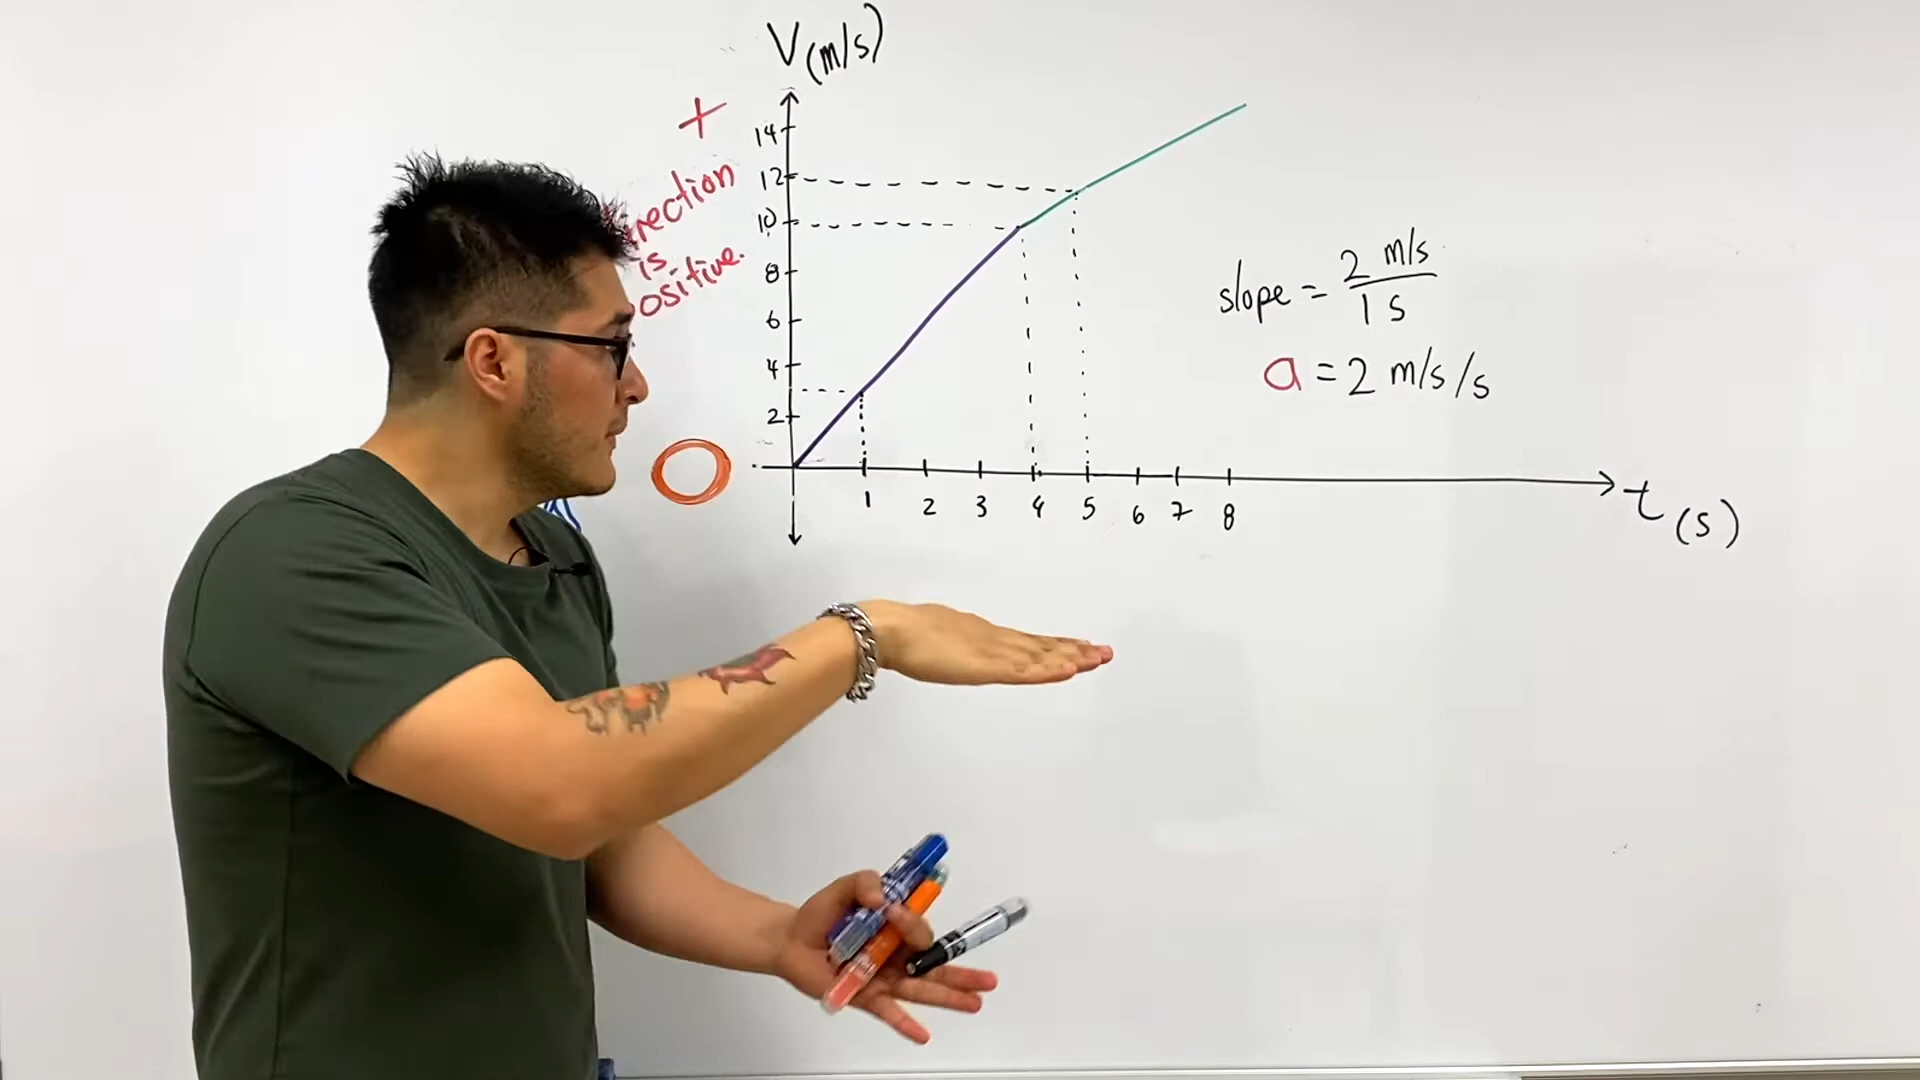 V(m/s)
+
is
14
12
10
8
6
4
2
1 2 3 4 5 6 7 8
t(s)
slope = 2 m/s / 1 s
a = 2 m/s/s